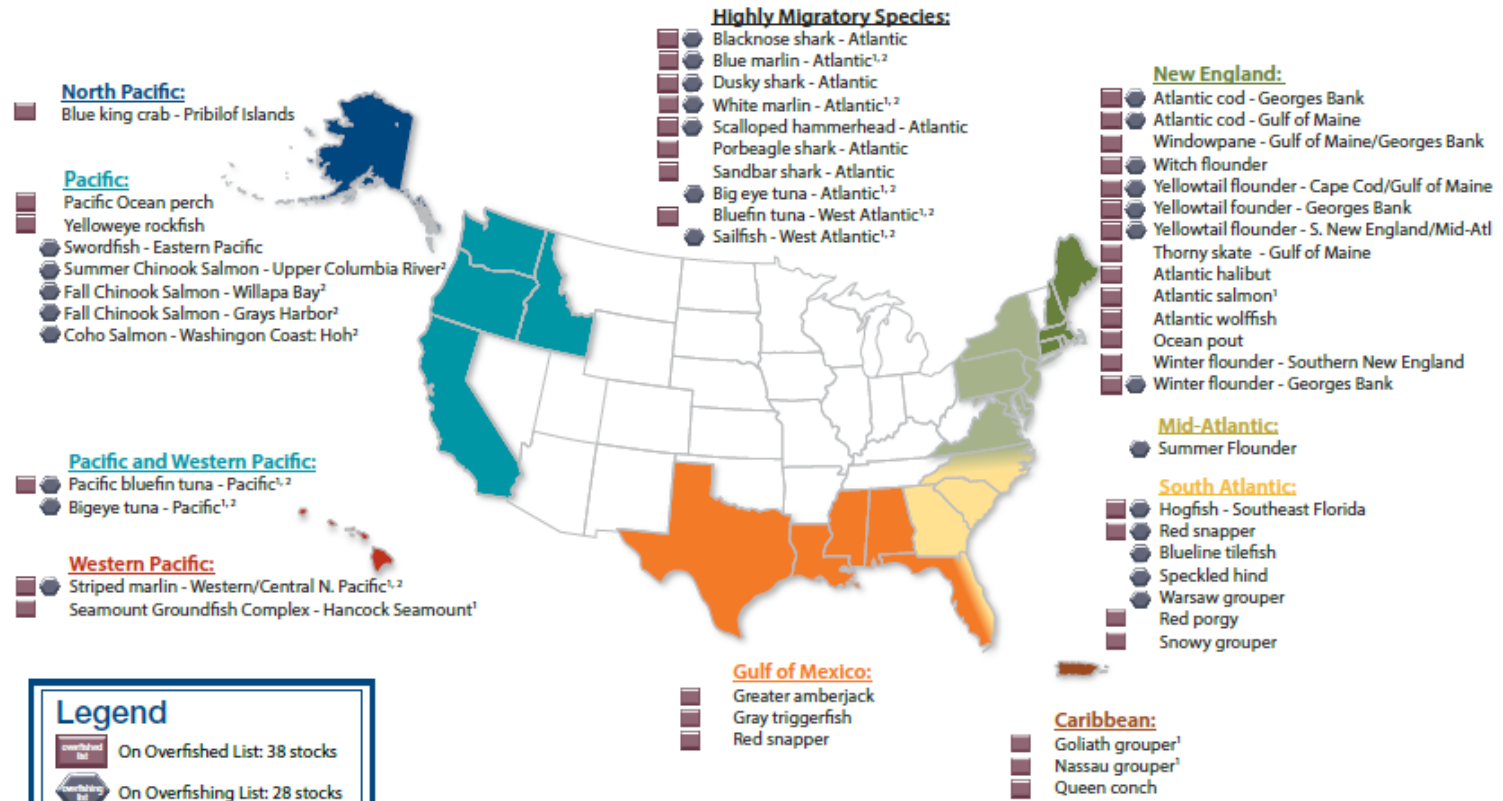 Highly Migratory Species:
Blacknose shark - Atlantic
Blue marlin - Atlantic¹,²
Dusky shark - Atlantic
White marlin - Atlantic¹,²
Scalloped hammerhead - Atlantic
Porbeagle shark - Atlantic
Sandbar shark - Atlantic
Big eye tuna - Atlantic¹,²
Bluefin tuna - West Atlantic¹,²
Sailfish - West Atlantic¹,²
North Pacific:
Blue king crab - Pribilof Islands
Pacific:
Pacific Ocean perch
Yelloweye rockfish
Swordfish - Eastern Pacific
Summer Chinook Salmon - Upper Columbia River²
Fall Chinook Salmon - Willapa Bay²
Fall Chinook Salmon - Grays Harbor²
Coho Salmon - Washingon Coast: Hoh²
Pacific and Western Pacific:
Pacific bluefin tuna - Pacific¹,²
Bigeye tuna - Pacific¹,²
Western Pacific:
Striped marlin - Western/Central N. Pacific¹,²
Seamount Groundfish Complex - Hancock Seamount¹
New England:
Atlantic cod - Georges Bank
Atlantic cod - Gulf of Maine
Windowpane - Gulf of Maine/Georges Bank
Witch flounder
Yellowtail flounder - Cape Cod/Gulf of Maine
Yellowtail founder - Georges Bank
Yellowtail flounder - S. New England/Mid-Atl
Thorny skate - Gulf of Maine
Atlantic halibut
Atlantic salmon¹
Atlantic wolffish
Ocean pout
Winter flounder - Southern New England
Winter flounder - Georges Bank
Mid-Atlantic:
Summer Flounder
South Atlantic:
Hogfish - Southeast Florida
Red snapper
Blueline tilefish
Speckled hind
Warsaw grouper
Red porgy
Snowy grouper
Gulf of Mexico:
Greater amberjack
Gray triggerfish
Red snapper
Caribbean:
Goliath grouper¹
Nassau grouper¹
Queen conch
Legend
overfished list
On Overfished List: 38 stocks
overfishing list
On Overfishing List: 28 stocks